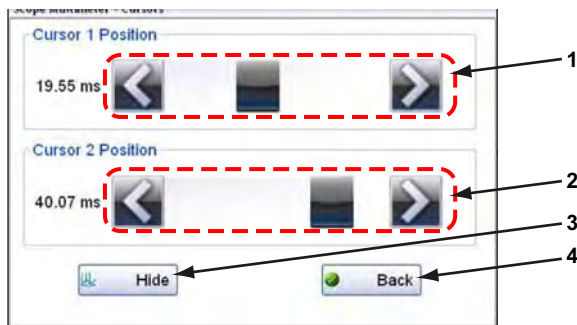 Scope Multimeter - Cursors
Cursor 1 Position
1
19.55 ms
Cursor 2 Position
2
40.07 ms
3
Hide
Back
4